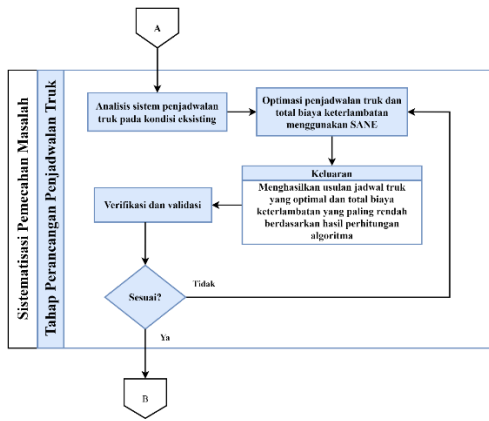 A
Sistematisasi Pemecahan Masalah
Tahap Perancangan Penjadwalan Truk
Analisis sistem penjadwalan
truk pada kondisi eksisting
Optimasi penjadwalan truk dan
total biaya keterlambatan
menggunakan SANE
Keluaran
Menghasilkan usulan jadwal truk
yang optimal dan total biaya
keterlambatan yang paling rendah
berdasarkan hasil perhitungan
algoritma
Verifikasi dan validasi
Sesuai?
Tidak
Ya
B